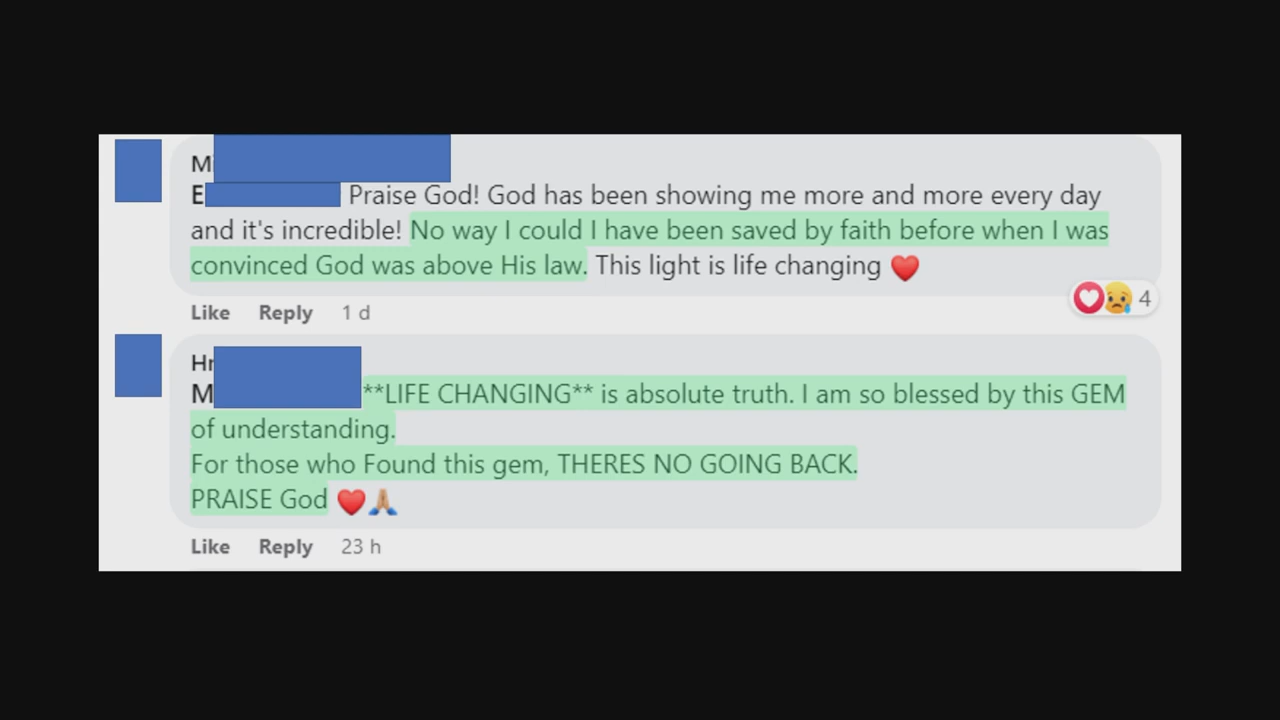 Mi
E Praise God! God has been showing me more and more every day
and it's incredible! No way I could I have been saved by faith before when I was
convinced God was above His law. This light is life changing ❤️
Like Reply 1 d
4
Hr
M **LIFE CHANGING** is absolute truth. I am so blessed by this GEM
of understanding.
For those who Found this gem, THERES NO GOING BACK.
PRAISE God ❤️🙏🏼
Like Reply 23 h